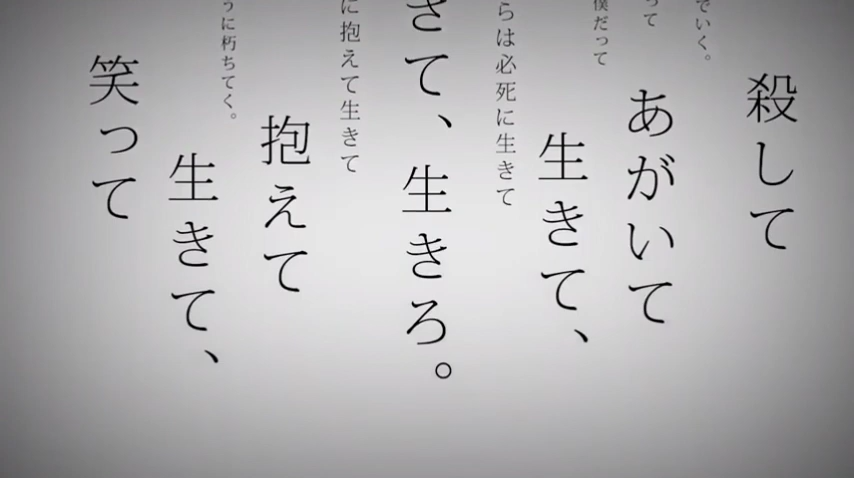 殺して
でいく。
あがいて
って
僕だって
生きて、
らは必死に生きて
きて、生きろ。
に抱えて生きて
抱えて
うに朽ちてく。
生きて、
笑って